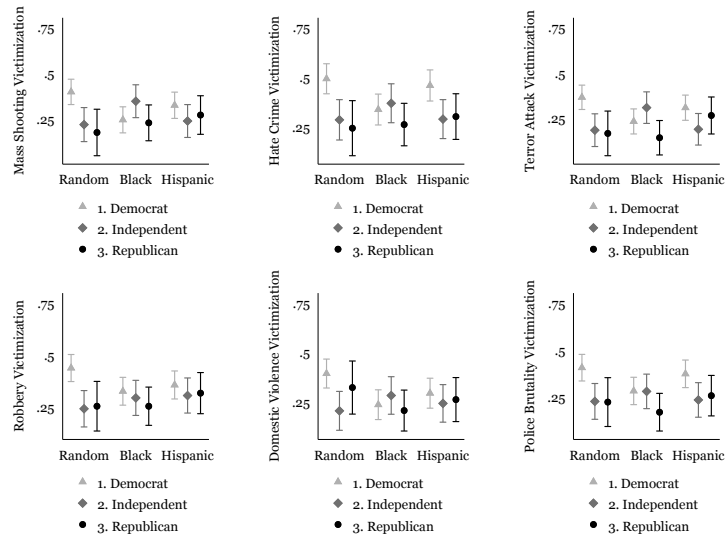 Mass Shooting Victimization
.75
.5
.25
Random Black Hispanic
1. Democrat
2. Independent
3. Republican
Hate Crime Victimization
.75
.5
.25
Random Black Hispanic
1. Democrat
2. Independent
3. Republican
Terror Attack Victimization
.75
.5
.25
Random Black Hispanic
1. Democrat
2. Independent
3. Republican
Robbery Victimization
.75
.5
.25
Random Black Hispanic
1. Democrat
2. Independent
3. Republican
Domestic Violence Victimization
.75
.5
.25
Random Black Hispanic
1. Democrat
2. Independent
3. Republican
Police Brutality Victimization
.75
.5
.25
Random Black Hispanic
1. Democrat
2. Independent
3. Republican